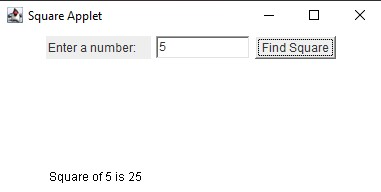 Square Applet
Enter a number: 5 Find Square
Square of 5 is 25